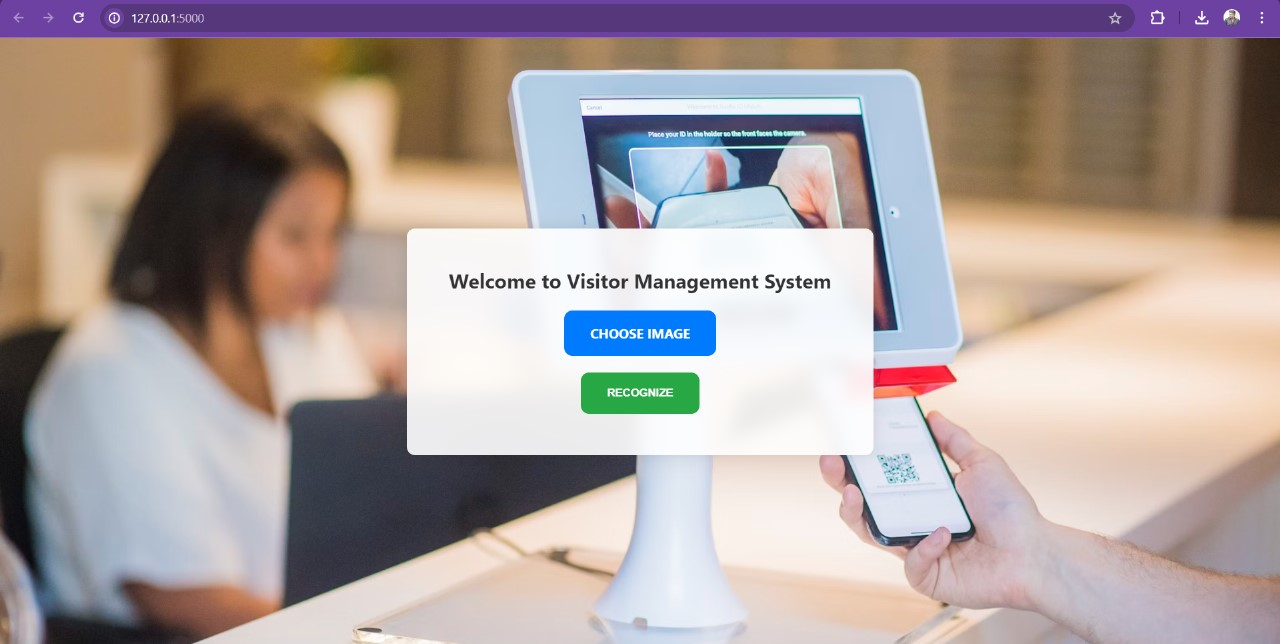 127.0.0.1:5000
Cancel
Place your ID in the holder so the front faces the camera.
Welcome to Visitor Management System
CHOOSE IMAGE
RECOGNIZE